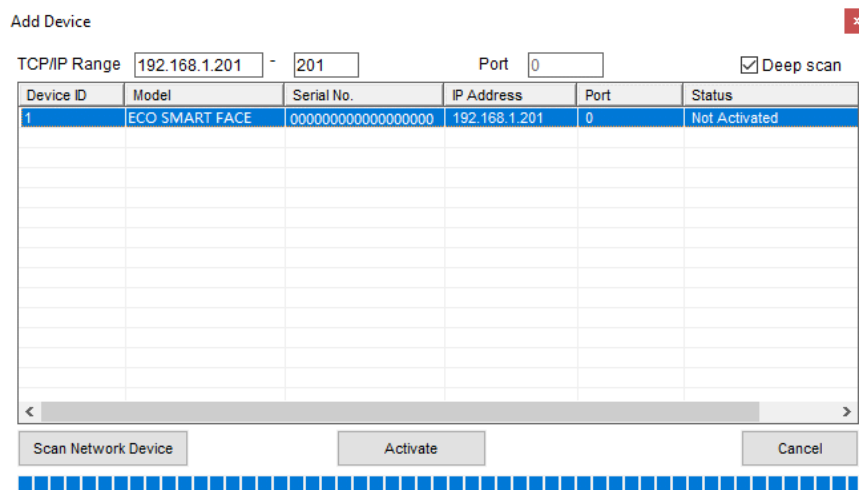 Add Device
x
TCP/IP Range 192.168.1.201 - 201 Port 0 Deep scan
Device ID Model Serial No. IP Address Port Status
1 ECO SMART FACE 000000000000000000 192.168.1.201 0 Not Activated
Scan Network Device Activate Cancel